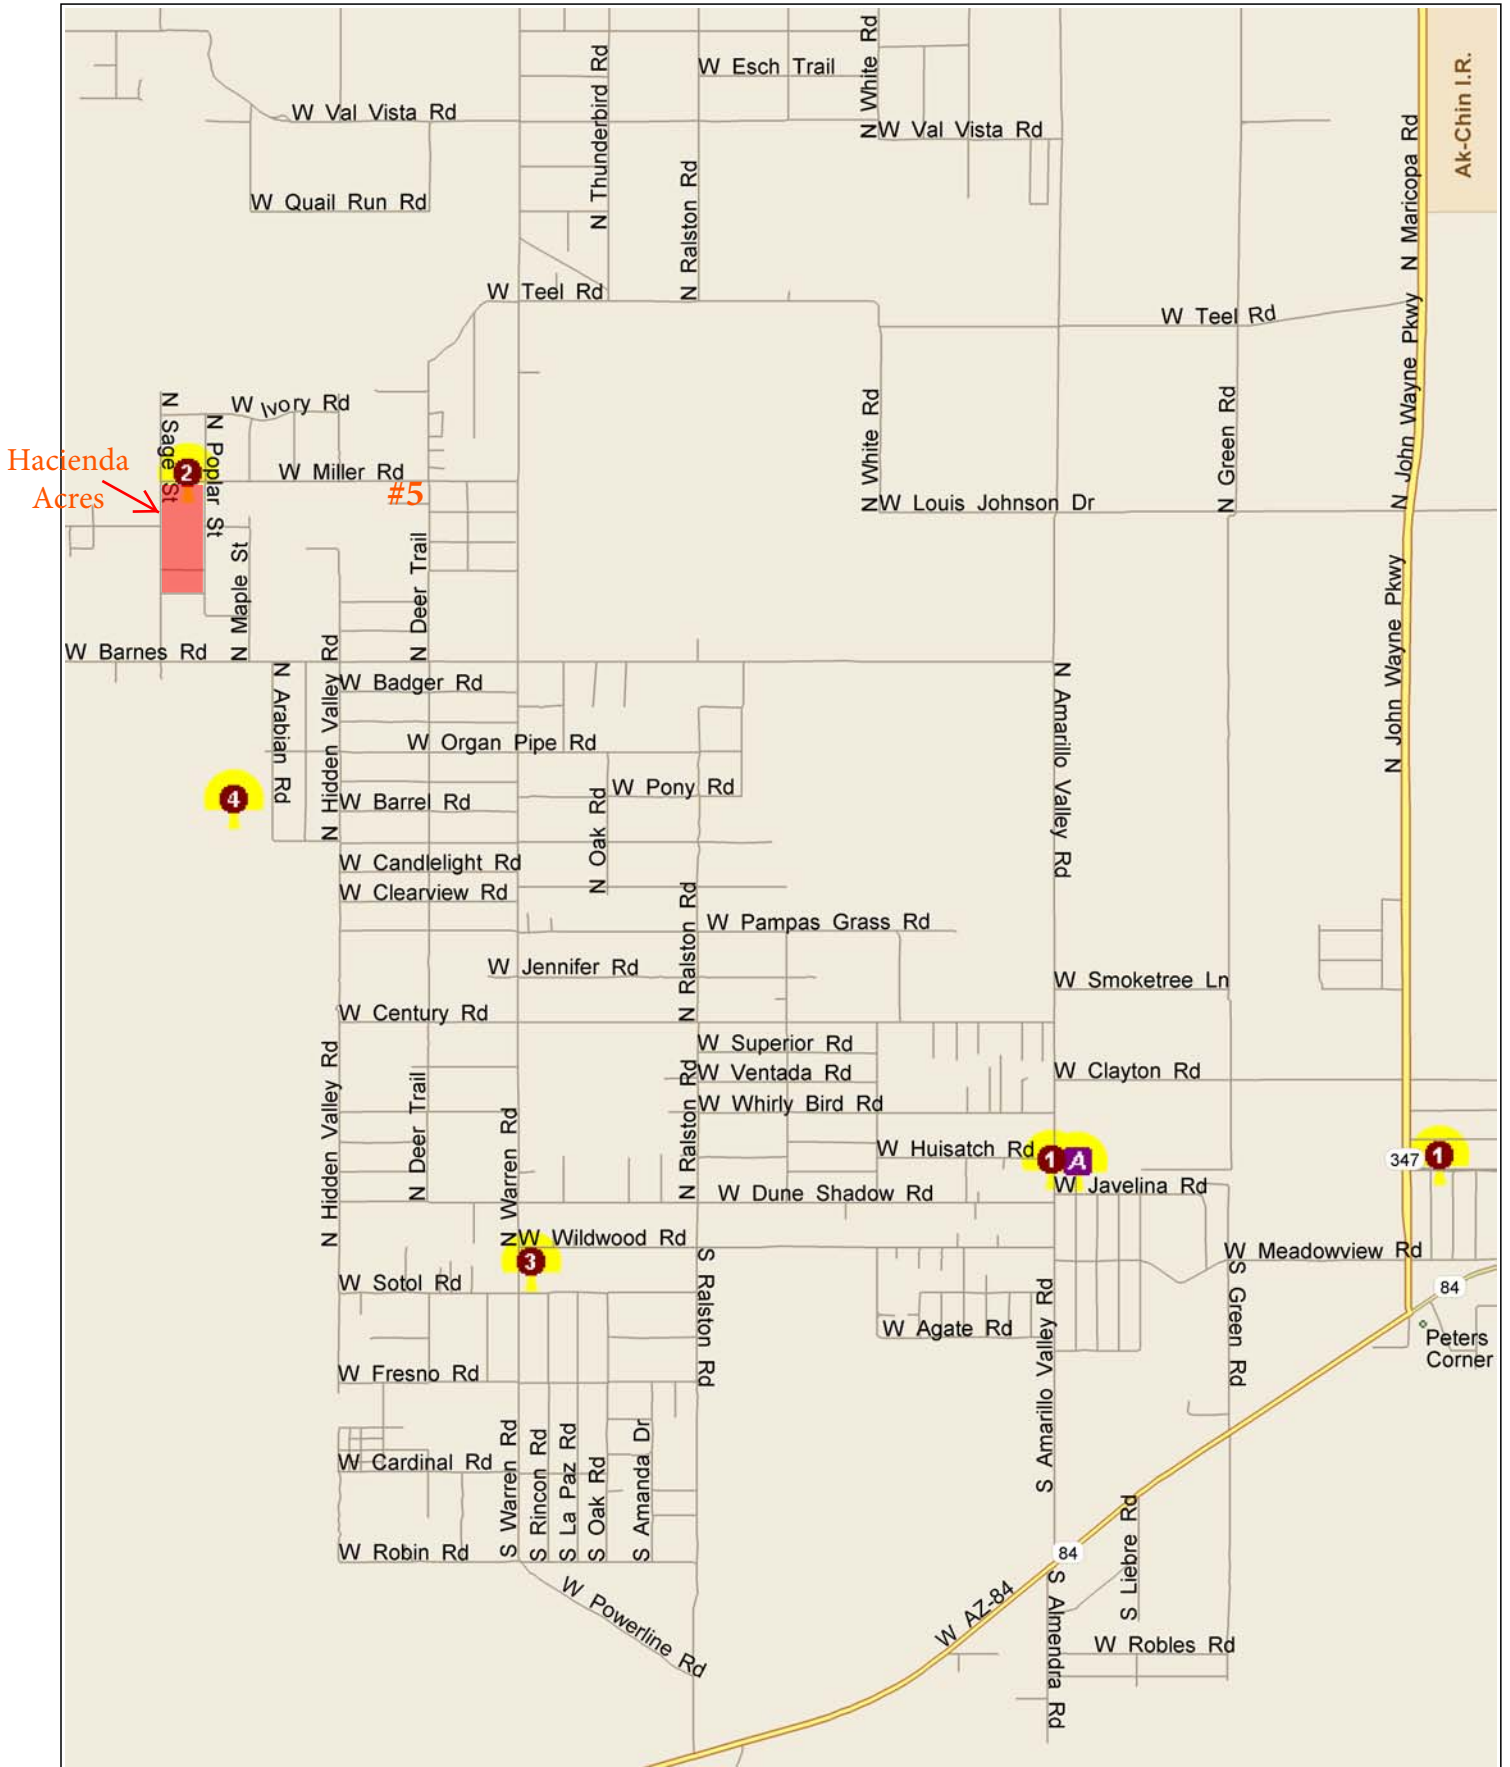 N White Rd
N Thunderbird Rd
W Esch Trail
Ak-Chin I.R.
W Val Vista Rd
N Maricopa Rd
W Val Vista Rd
N Ralston Rd
W Quail Run Rd
W Teel Rd
W Teel Rd
N John Wayne Pkwy
N Sage St
W Ivory Rd
N Poplar St
N White Rd
N Green Rd
Hacienda
Acres
2
W Miller Rd
#5
W Louis Johnson Dr
N Maple St
N Deer Trail
N John Wayne Pkwy
W Barnes Rd
N Arabian Rd
N Hidden Valley Rd
W Badger Rd
N Amarillo Valley Rd
W Organ Pipe Rd
4
W Barrel Rd
N Oak Rd
W Pony Rd
W Candlelight Rd
W Clearview Rd
N Ralston Rd
W Pampas Grass Rd
W Jennifer Rd
W Smoketree Ln
W Century Rd
W Superior Rd
N Hidden Valley Rd
N Deer Trail
N Ralston Rd
W Ventada Rd
W Clayton Rd
W Whirly Bird Rd
N Warren Rd
W Huisatch Rd
1
A
347
1
W Dune Shadow Rd
W Javelina Rd
W Wildwood Rd
3
W Meadowview Rd
W Sotol Rd
S Ralston Rd
S Green Rd
84
S Amarillo Valley Rd
W Agate Rd
Peters
Corner
W Fresno Rd
W Cardinal Rd
S Warren Rd
S Rincon Rd
S La Paz Rd
S Oak Rd
S Amanda Dr
S Liebre Rd
W Robin Rd
84
W Powerline Rd
W AZ-84
S Almendra Rd
W Robles Rd